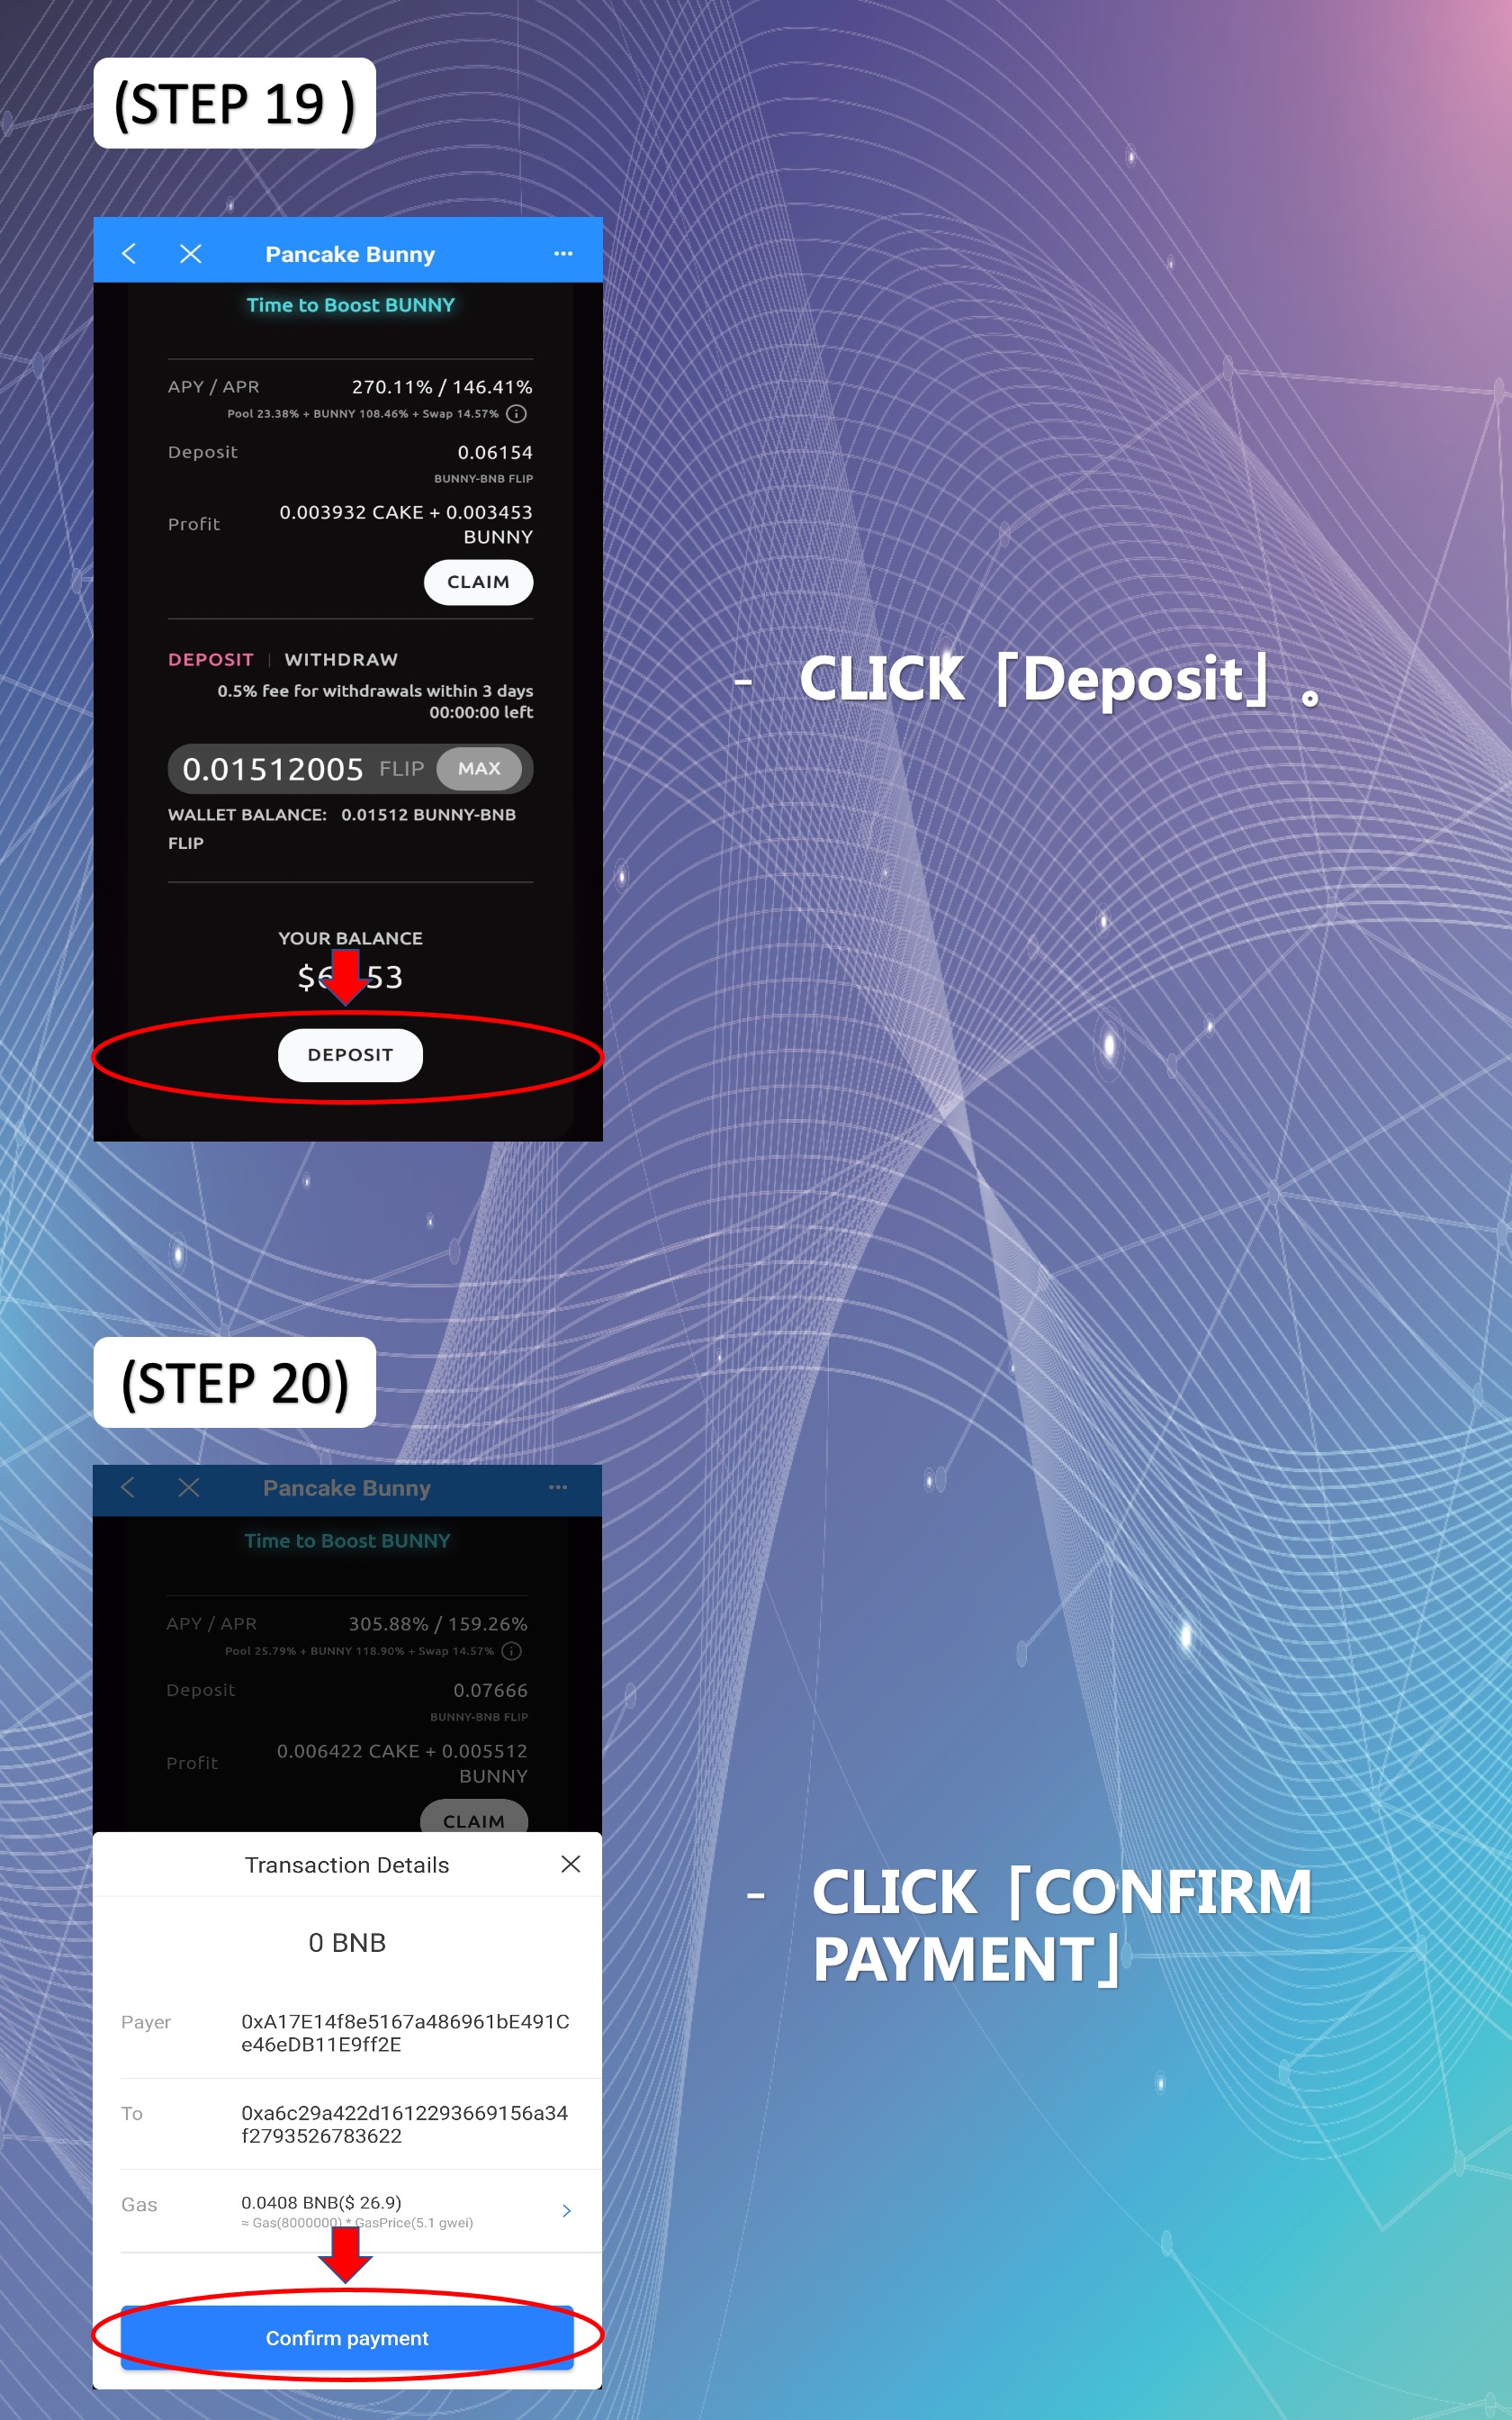 (STEP 19 )
Pancake Bunny
Time to Boost BUNNY
APY / APR 270.11% / 146.41%
Pool 23.38% + BUNNY 108.46% + Swap 14.57%
Deposit 0.06154
BUNNY-BNB FLIP
Profit 0.003932 CAKE + 0.003453
BUNNY
CLAIM
DEPOSIT | WITHDRAW
0.5% fee for withdrawals within 3 days
00:00:00 left
0.01512005 FLIP MAX
WALLET BALANCE: 0.01512 BUNNY-BNB
FLIP
YOUR BALANCE
DEPOSIT
- CLICK「Deposit」。
(STEP 20)
Pancake Bunny
Time to Boost BUNNY
APY / APR 305.88% / 159.26%
Pool 25.79% + BUNNY 118.90% + Swap 14.57%
Deposit 0.07666
BUNNY-BNB FLIP
Profit 0.006422 CAKE + 0.005512
BUNNY
CLAIM
Transaction Details
0 BNB
Payer 0xA17E14f8e5167a486961bE491C
e46eDB11E9ff2E
To 0xa6c29a422d1612293669156a34
f2793526783622
Gas 0.0408 BNB($ 26.9)
≈ Gas(8000000) * GasPrice(5.1 gwei)
Confirm payment
- CLICK「CONFIRM
PAYMENT」